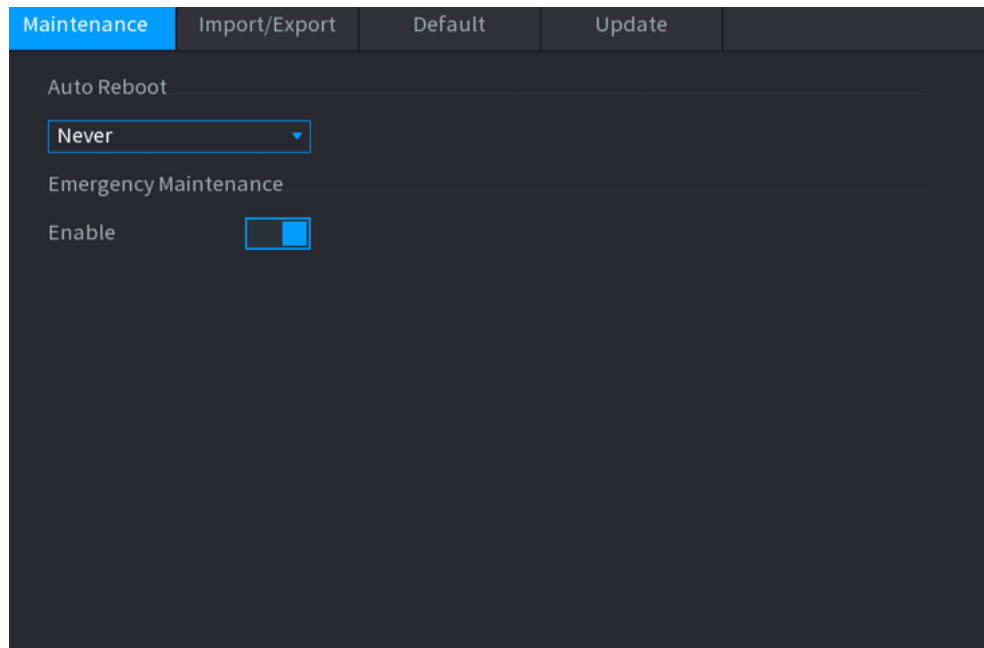 Maintenance Import/Export Default Update
Auto Reboot
Never
Emergency Maintenance
Enable